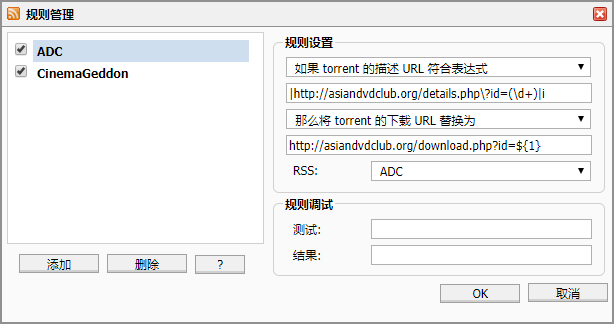 规则管理
ADC
CinemaGeddon
添加
删除
?
规则设置
如果 torrent 的描述 URL 符合表达式
|http://asiandvdclub.org/details.php\?id=(\d+)|i
那么将 torrent 的下载 URL 替换为
http://asiandvdclub.org/download.php?id=${1}
RSS: ADC
规则调试
测试:
结果:
OK 取消